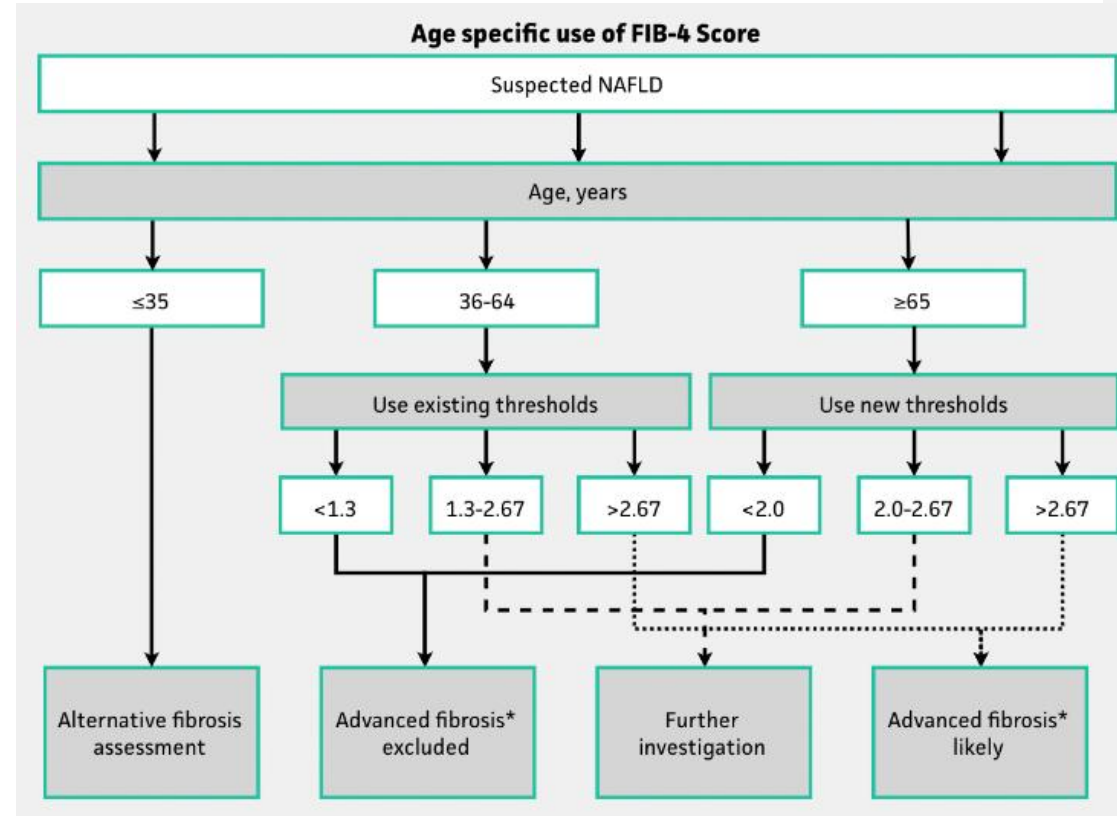 Age specific use of FIB-4 Score
Suspected NAFLD
Age, years
≤35
36-64
≥65
Use existing thresholds
Use new thresholds
<1.3
1.3-2.67
>2.67
<2.0
2.0-2.67
>2.67
Alternative fibrosis
assessment
Advanced fibrosis*
excluded
Further
investigation
Advanced fibrosis*
likely